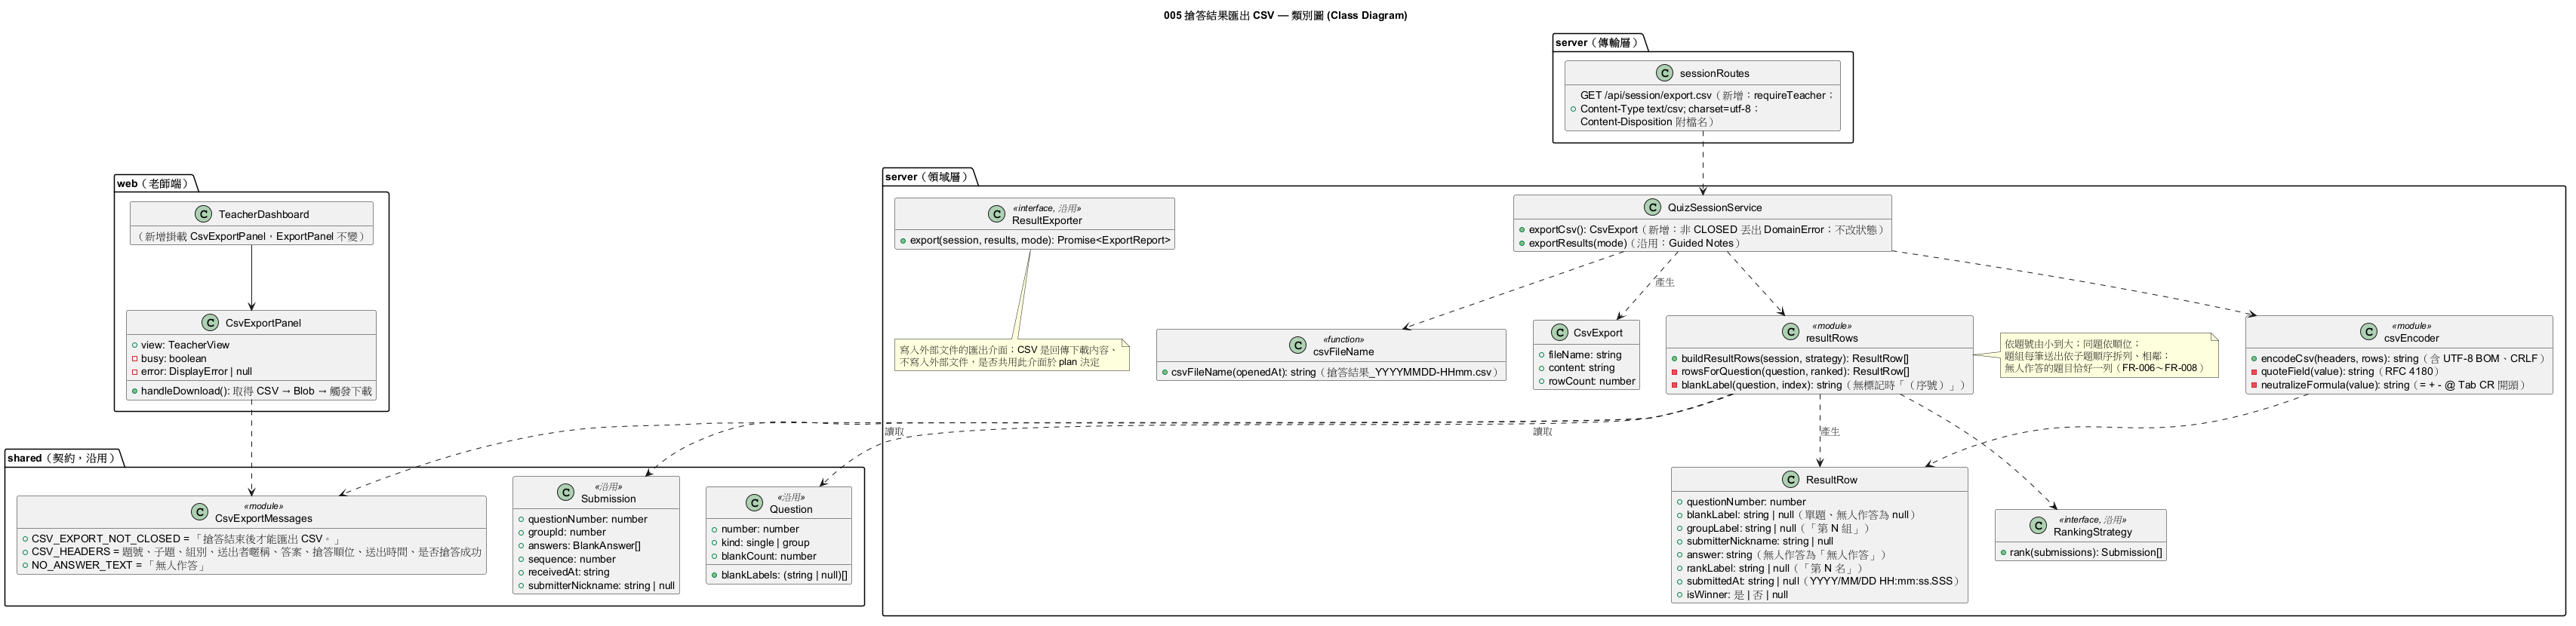 005 搶答結果匯出 CSV — 類別圖 (Class Diagram)
server（傳輸層）
sessionRoutes
GET /api/session/export.csv（新增：requireTeacher；
Content-Type text/csv; charset=utf-8；
Content-Disposition 附檔名）
web（老師端）
TeacherDashboard
（新增掛載 CsvExportPanel，ExportPanel 不變）
CsvExportPanel
view: TeacherView
busy: boolean
error: DisplayError | null
handleDownload(): 取得 CSV → Blob → 觸發下載
server（領域層）
«interface, 沿用»
ResultExporter
export(session, results, mode): Promise<ExportReport>
寫入外部文件的匯出介面；CSV 是回傳下載內容、
不寫入外部文件，是否共用此介面於 plan 決定
QuizSessionService
exportCsv(): CsvExport（新增：非 CLOSED 丟出 DomainError；不改狀態）
exportResults(mode)（沿用：Guided Notes）
產生
«function»
csvFileName
csvFileName(openedAt): string（搶答結果_YYYYMMDD-HHmm.csv）
CsvExport
fileName: string
content: string
rowCount: number
«module»
resultRows
buildResultRows(session, strategy): ResultRow[]
rowsForQuestion(question, ranked): ResultRow[]
blankLabel(question, index): string（無標記時「（序號）」）
依題號由小到大；同題依順位；
題組每筆送出依子題順序拆列、相鄰；
無人作答的題目恰好一列（FR-006～FR-008）
«module»
csvEncoder
encodeCsv(headers, rows): string（含 UTF-8 BOM、CRLF）
quoteField(value): string（RFC 4180）
neutralizeFormula(value): string（= + - @ Tab CR 開頭）
讀取
讀取
產生
shared（契約，沿用）
«module»
CsvExportMessages
CSV_EXPORT_NOT_CLOSED = 「搶答結束後才能匯出 CSV。」
CSV_HEADERS = 題號、子題、組別、送出者暱稱、答案、搶答順位、送出時間、是否搶答成功
NO_ANSWER_TEXT = 「無人作答」
«沿用»
Submission
questionNumber: number
groupId: number
answers: BlankAnswer[]
sequence: number
receivedAt: string
submitterNickname: string | null
«沿用»
Question
number: number
kind: single | group
blankCount: number
blankLabels: (string | null)[]
ResultRow
questionNumber: number
blankLabel: string | null（單題、無人作答為 null）
groupLabel: string | null（「第 N 組」）
submitterNickname: string | null
answer: string（無人作答為「無人作答」）
rankLabel: string | null（「第 N 名」）
submittedAt: string | null（YYYY/MM/DD HH:mm:ss.SSS）
isWinner: 是 | 否 | null
«interface, 沿用»
RankingStrategy
rank(submissions): Submission[]